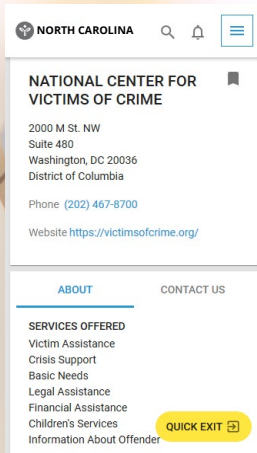 NORTH CAROLINA
NATIONAL CENTER FOR
VICTIMS OF CRIME
2000 M St. NW
Suite 480
Washington, DC 20036
District of Columbia
Phone (202) 467-8700
Website https://victimsofcrime.org/
ABOUT CONTACT US
SERVICES OFFERED
Victim Assistance
Crisis Support
Basic Needs
Legal Assistance
Financial Assistance
Children's Services
Information About Offender
QUICK EXIT